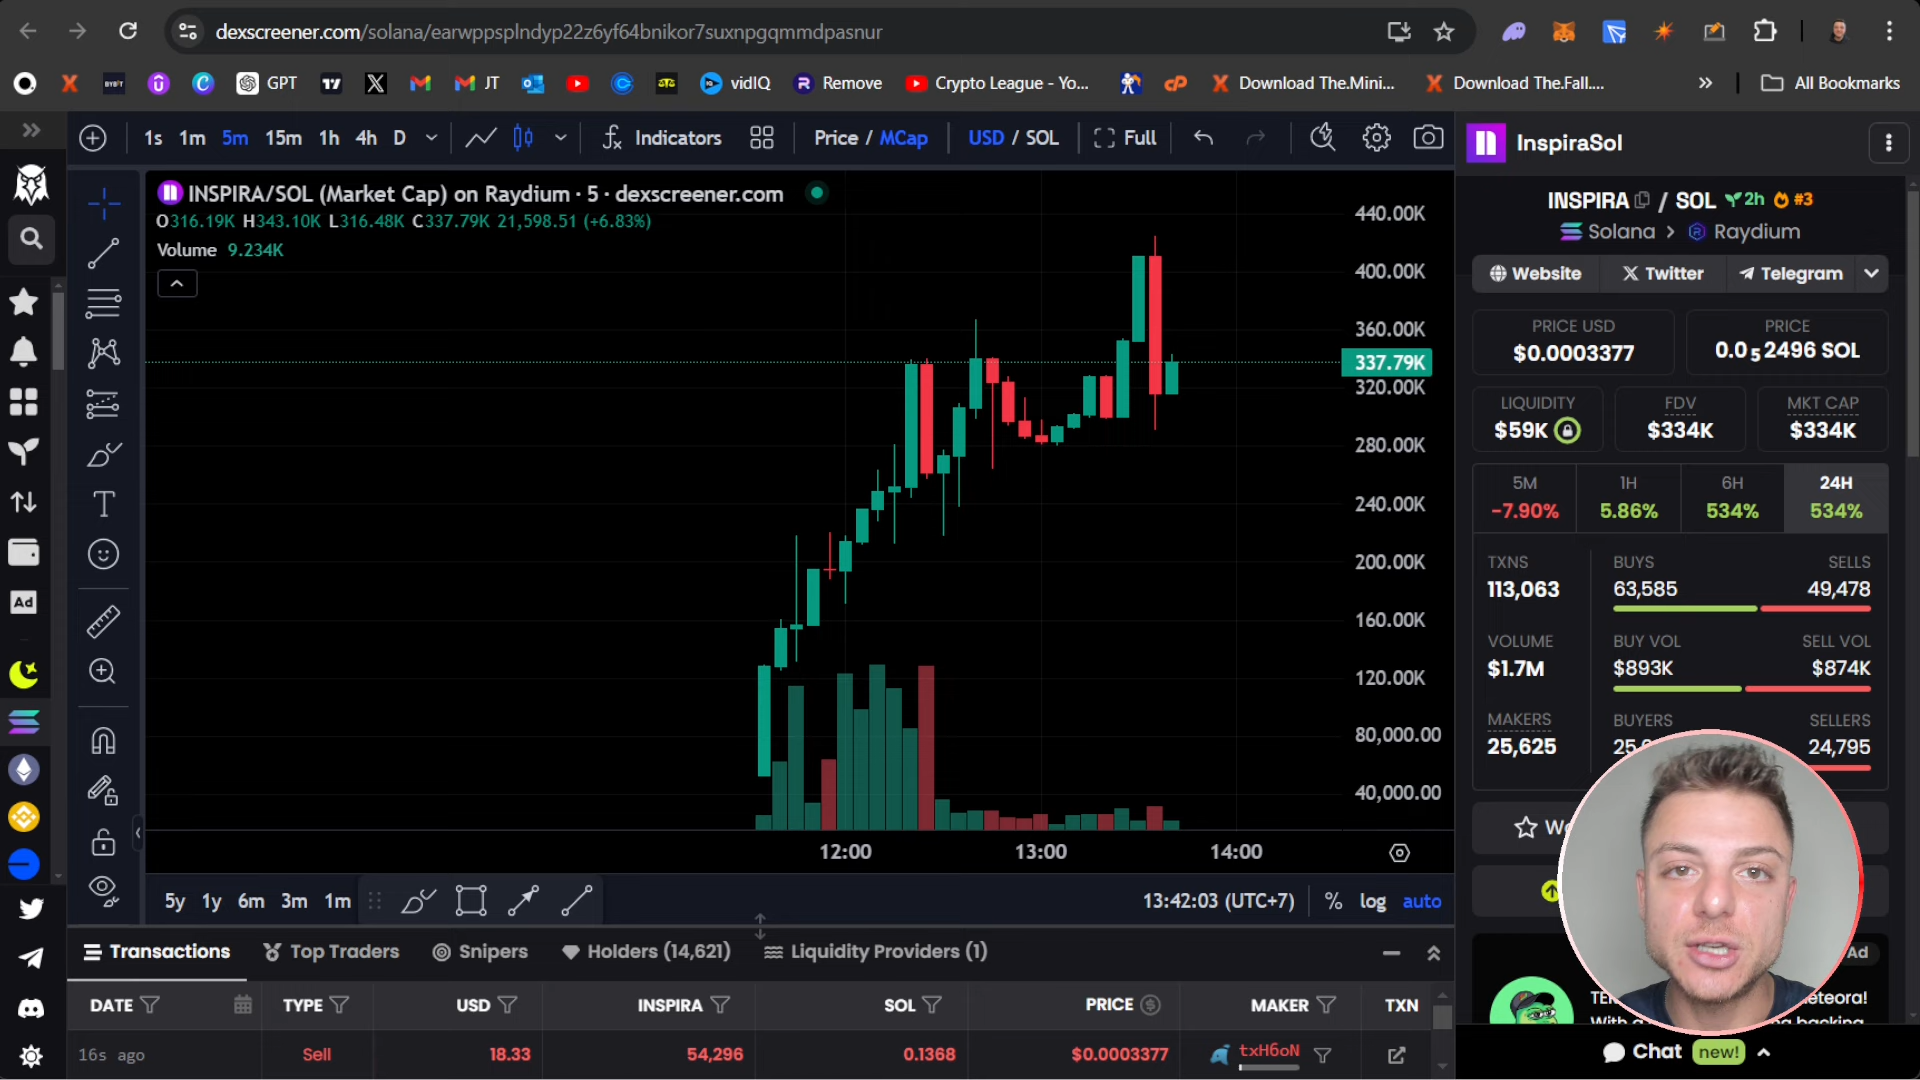 dexscreener.com/solana/earwppsplndyp22z6yf64bnikor7suxnpgqmmdpasnur
GPT
JT
vidIQ
Remove
Crypto League - Yo...
Download The.Mini...
Download The.Fall....
All Bookmarks
1s 1m 5m 15m 1h 4h D
Indicators
Price / MCap
USD / SOL
Full
InspiraSol
INSPIRA/SOL (Market Cap) on Raydium · 5 · dexscreener.com
O316.19K H343.10K L316.48K C337.79K 21,598.51 (+6.83%)
Volume 9.234K
440.00K
400.00K
360.00K
337.79K
320.00K
280.00K
240.00K
200.00K
160.00K
120.00K
80,000.00
40,000.00
12:00 13:00 14:00
5y 1y 6m 3m 1m
13:42:03 (UTC+7) % log auto
INSPIRA / SOL 2h #3
Solana > Raydium
Website Twitter Telegram
PRICE USD PRICE
$0.0003377 0.0₅2496 SOL
LIQUIDITY FDV MKT CAP
$59K $334K $334K
5M 1H 6H 24H
-7.90% 5.86% 534% 534%
TXNS BUYS SELLS
113,063 63,585 49,478
VOLUME BUY VOL SELL VOL
$1.7M $893K $874K
MAKERS BUYERS SELLERS
25,625 24,795
Ad
Ad
Chat new!
Transactions Top Traders Snipers Holders (14,621) Liquidity Providers (1)
DATE TYPE USD INSPIRA SOL PRICE MAKER TXN
16s ago Sell 18.33 54,296 0.1368 $0.0003377 txH6oN